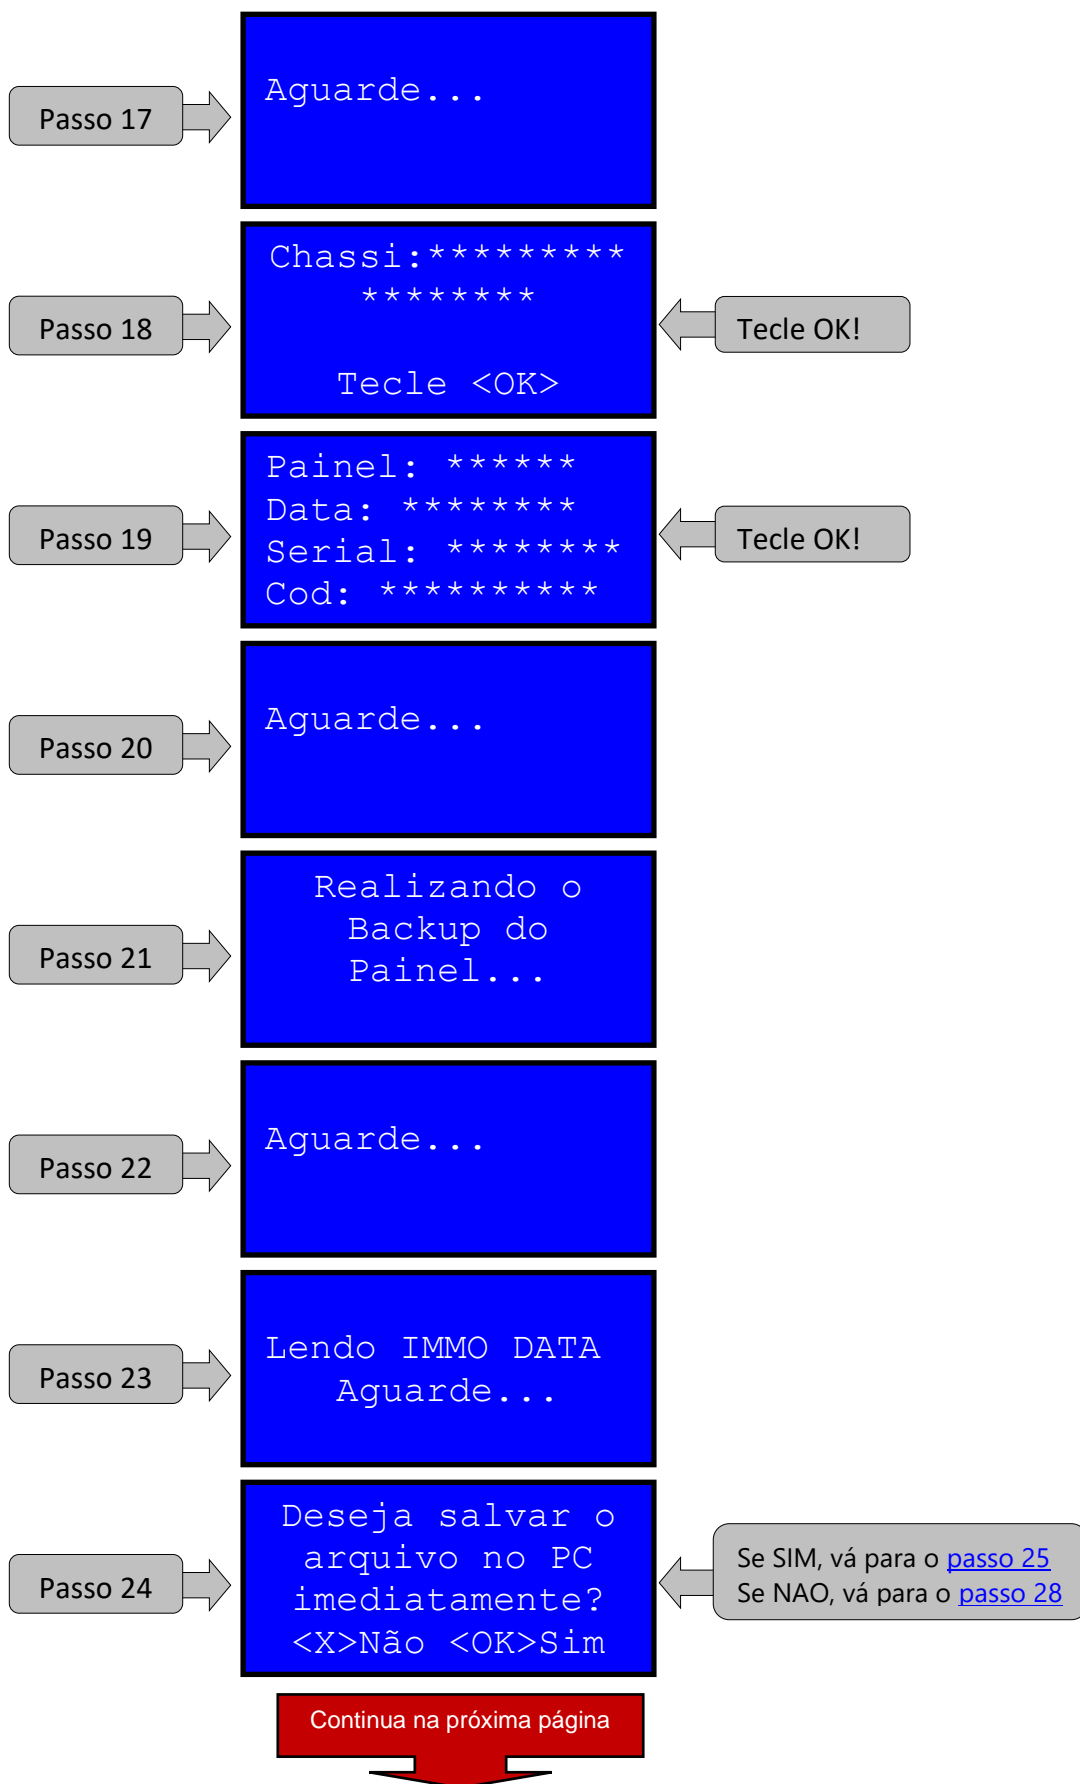 Passo 17
Aguarde...
Passo 18
Chassi:*********
********
Tecle <OK>
Tecle OK!
Passo 19
Painel: ******
Data: ********
Serial: ********
Cod: **********
Tecle OK!
Passo 20
Aguarde...
Passo 21
Realizando o
Backup do
Painel...
Passo 22
Aguarde...
Passo 23
Lendo IMMO DATA
Aguarde...
Passo 24
Deseja salvar o
arquivo no PC
imediatamente?
<X>Não <OK>Sim
Se SIM, vá para o passo 25
Se NAO, vá para o passo 28
Continua na próxima página